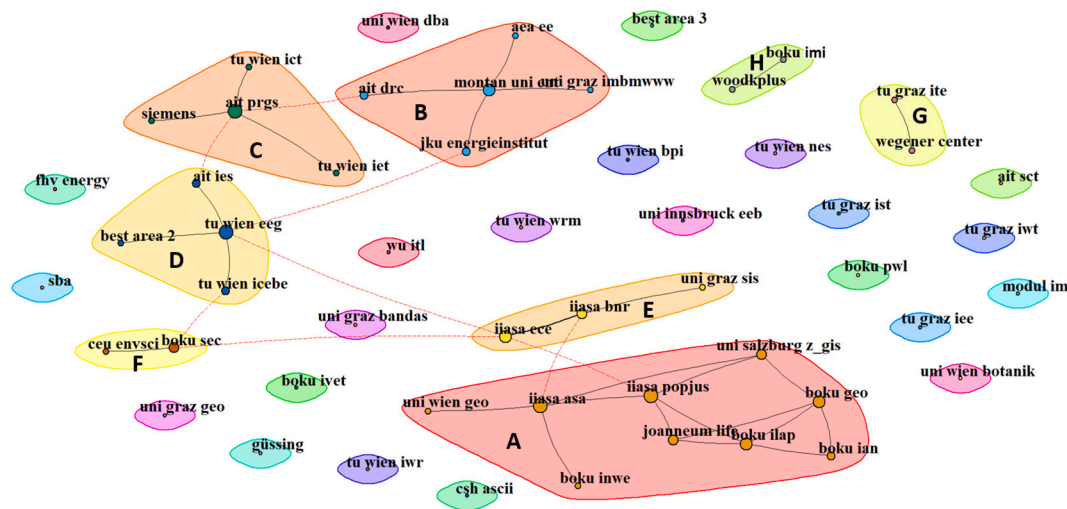 uni wien dba
best area 3
aea ee
tu wien ict
H
boku imi
woodkplus
ait prgs
ait drc
montan uni cnt
uni graz imbmwww
tu graz ite
siemens
B
G
jku energieinstitut
wegener center
C
tu wien iet
tu wien bpi
tu wien nes
ait ies
fhv energy
ait sct
tu wien eeg
tu wien wrm
uni innsbruck eeb
tu graz ist
best area 2
tu graz iwt
D
wu itl
boku pwl
sba
tu wien icebe
uni graz sis
modul im
iiasa bnr
E
uni graz bandas
iiasa ece
tu graz iee
ceu envsci
boku sec
F
uni salzburg z_gis
boku ivet
iiasa popjus
uni wien botanik
uni wien geo
iiasa asa
boku geo
uni graz geo
joanneum life
boku ilap
A
boku ian
güssing
tu wien iwr
boku inwe
csh ascii